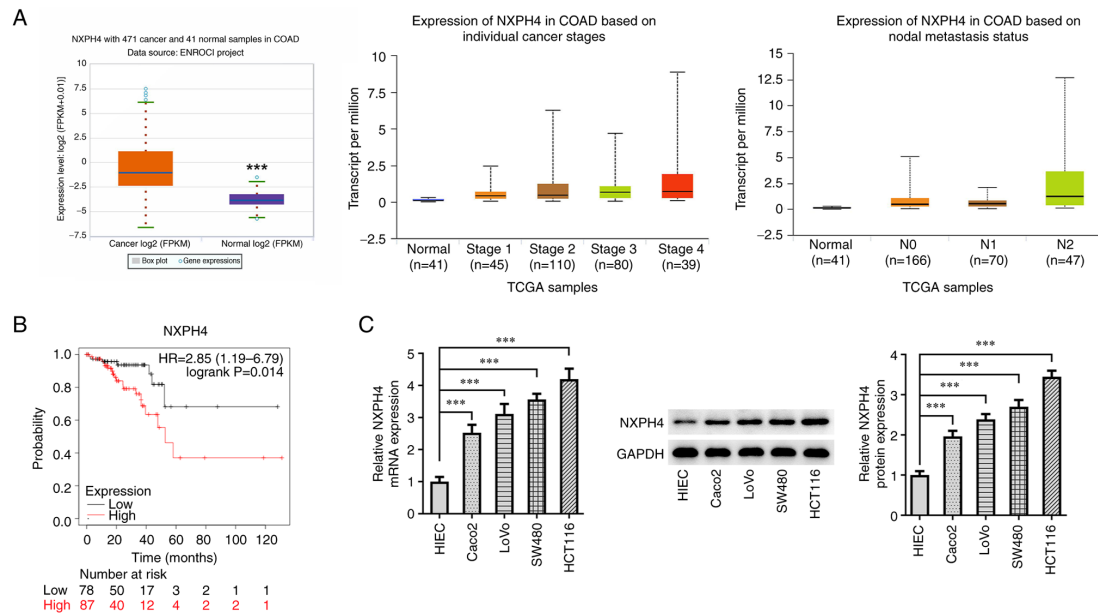 A
NXPH4 with 471 cancer and 41 normal samples in COAD
Data source: ENROCI project
Expression level: log2 (FPKM+0.01)]
10
7.5
5
2.5
0
−2.5
−5
−7.5
***
Cancer log2 (FPKM)
Normal log2 (FPKM)
Box plot
Gene expressions
Expression of NXPH4 in COAD based on
individual cancer stages
Transcript per million
10
7.5
5
2.5
0
−2.5
Normal
(n=41)
Stage 1
(n=45)
Stage 2
(n=110)
Stage 3
(n=80)
Stage 4
(n=39)
TCGA samples
Expression of NXPH4 in COAD based on
nodal metastasis status
Transcript per million
15
12.5
10
7.5
5
2.5
0
−2.5
Normal
(n=41)
N0
(n=166)
N1
(n=70)
N2
(n=47)
TCGA samples
B
NXPH4
HR=2.85 (1.19−6.79)
logrank P=0.014
Probability
1.0
0.8
0.6
0.4
0.2
0.0
Expression
Low
High
0 20 40 60 80 100 120
Time (months)
Number at risk
Low 78 50 17 3 2 1 1
High 87 40 12 4 2 2 1
C
Relative NXPH4
mRNA expression
5
4
3
2
1
0
***
***
***
***
HIEC
Caco2
LoVo
SW480
HCT116
NXPH4
GAPDH
HIEC
Caco2
LoVo
SW480
HCT116
Relative NXPH4
protein expression
4
3
2
1
0
***
***
***
***
HIEC
Caco2
LoVo
SW480
HCT116